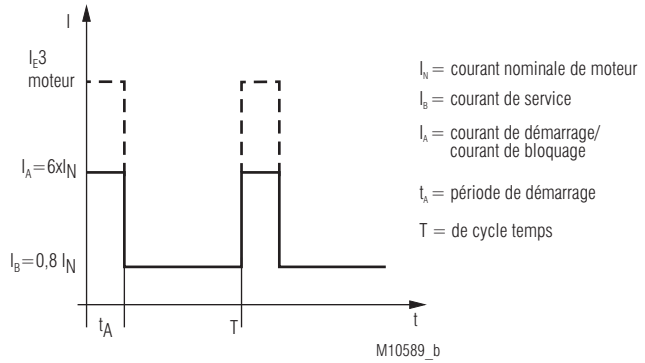 I
IE3
moteur
IA=6xIN
IB=0,8 IN
tA
T
t
IN = courant nominale de moteur
IB = courant de service
IA = courant de démarrage/
courant de bloquage
tA = période de démarrage
T = de cycle temps
M10589_b